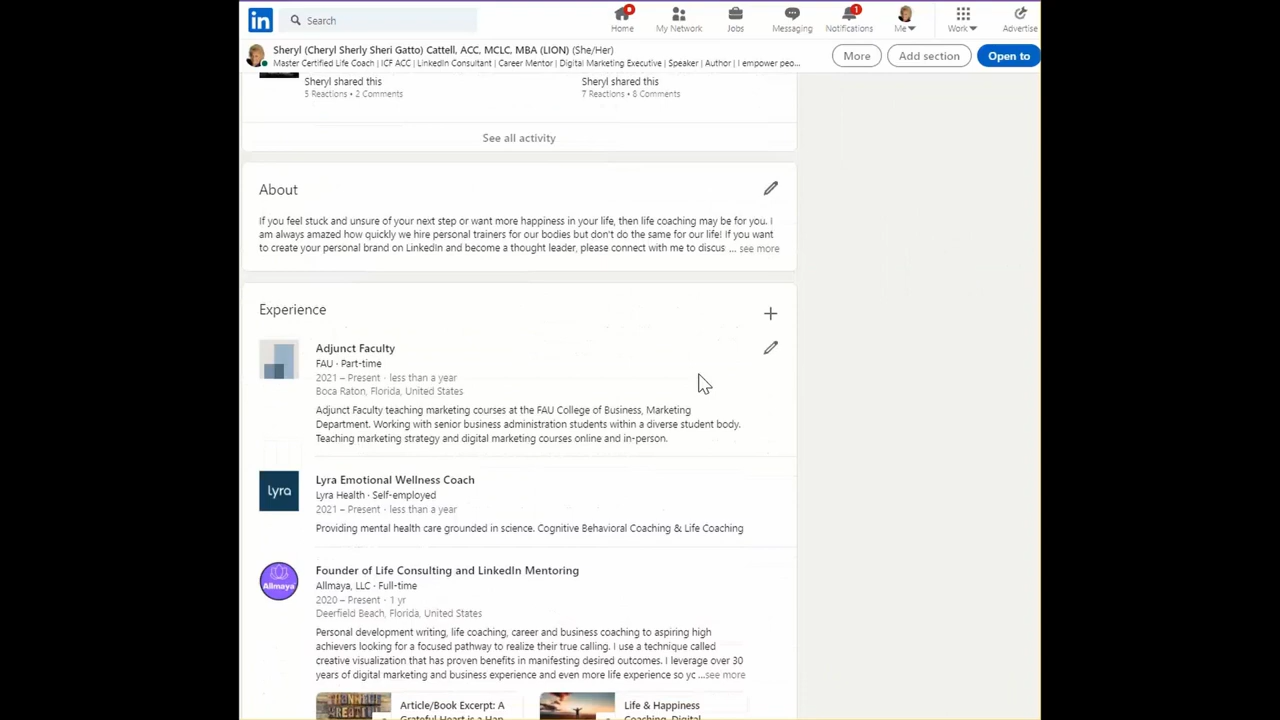 in
Search
Home
My Network
Jobs
Messaging
1
Notifications
Me
Work
Advertise
Sheryl (Cheryl Sherly Sheri Gatto) Cattell, ACC, MCLC, MBA (LION) (She/Her)
Master Certified Life Coach | ICF ACC | LinkedIn Consultant | Career Mentor | Digital Marketing Executive | Speaker | Author | I empower peo...
More
Add section
Open to
Sheryl shared this
5 Reactions • 2 Comments
Sheryl shared this
7 Reactions • 8 Comments
See all activity
About
If you feel stuck and unsure of your next step or want more happiness in your life, then life coaching may be for you. I
am always amazed how quickly we hire personal trainers for our bodies but don't do the same for our life! If you want
to create your personal brand on LinkedIn and become a thought leader, please connect with me to discus ... see more
Experience
Adjunct Faculty
FAU · Part-time
2021 – Present · less than a year
Boca Raton, Florida, United States
Adjunct Faculty teaching marketing courses at the FAU College of Business, Marketing
Department. Working with senior business administration students within a diverse student body.
Teaching marketing strategy and digital marketing courses online and in-person.
lyra
Lyra Emotional Wellness Coach
Lyra Health · Self-employed
2021 – Present · less than a year
Providing mental health care grounded in science. Cognitive Behavioral Coaching & Life Coaching
Allmaya
Founder of Life Consulting and LinkedIn Mentoring
Allmaya, LLC · Full-time
2020 – Present · 1 yr
Deerfield Beach, Florida, United States
Personal development writing, life coaching, career and business coaching to aspiring high
achievers looking for a focused pathway to realize their true calling. I use a technique called
creative visualization that has proven benefits in manifesting desired outcomes. I leverage over 30
years of digital marketing and business experience and even more life experience so yc ...see more
Article/Book Excerpt: A
Grateful Heart is a Hap
Life & Happiness
Coaching, Digital